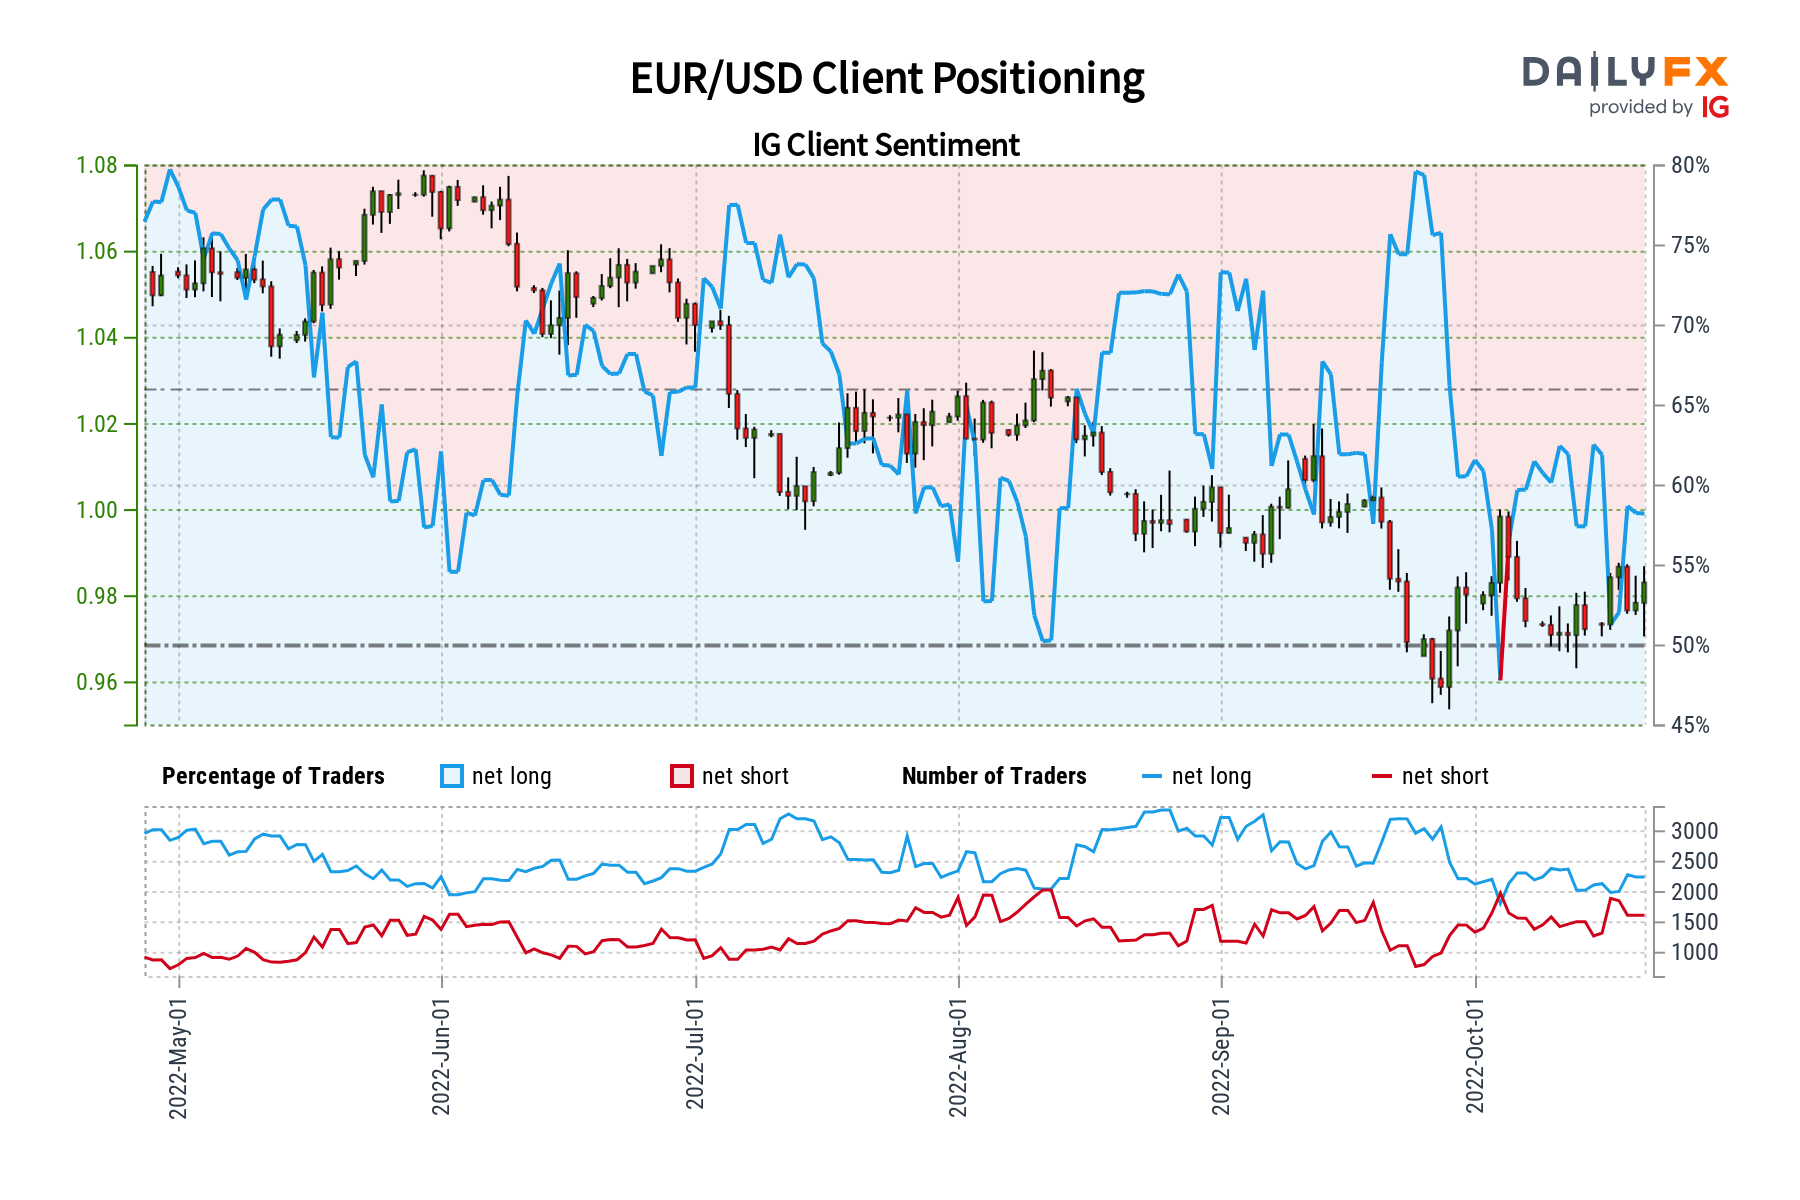 EUR/USD Client Positioning
DAILYFX
provided by IG
IG Client Sentiment
1.08
1.06
1.04
1.02
1.00
0.98
0.96
80%
75%
70%
65%
60%
55%
50%
45%
Percentage of Traders net long net short Number of Traders net long net short
3000
2500
2000
1500
1000
2022-May-01
2022-Jun-01
2022-Jul-01
2022-Aug-01
2022-Sep-01
2022-Oct-01